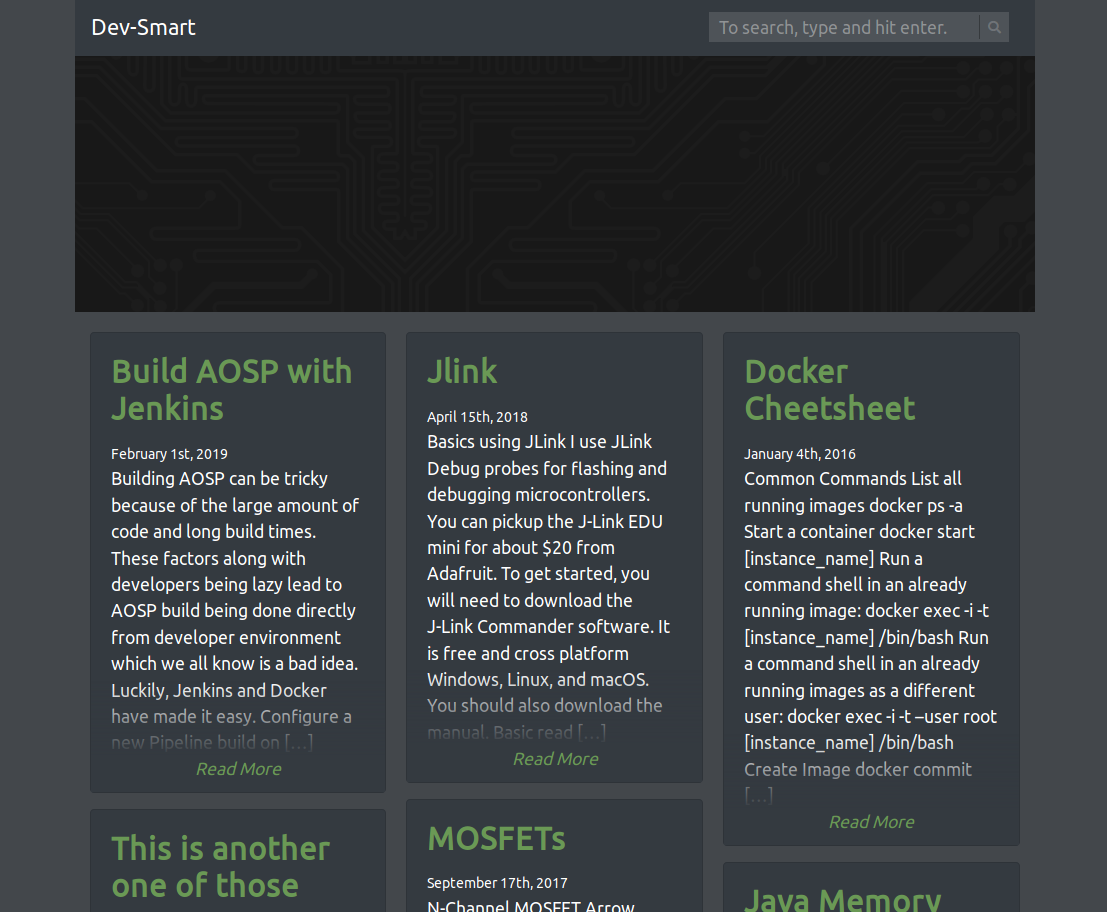 Dev-Smart
To search, type and hit enter.
Build AOSP with
Jenkins
February 1st, 2019
Building AOSP can be tricky
because of the large amount of
code and long build times.
These factors along with
developers being lazy lead to
AOSP build being done directly
from developer environment
which we all know is a bad idea.
Luckily, Jenkins and Docker
have made it easy. Configure a
new Pipeline build on […]
Read More
This is another
one of those
Jlink
April 15th, 2018
Basics using JLink I use JLink
Debug probes for flashing and
debugging microcontrollers.
You can pickup the J-Link EDU
mini for about $20 from
Adafruit. To get started, you
will need to download the
J-Link Commander software. It
is free and cross platform
Windows, Linux, and macOS.
You should also download the
manual. Basic read […]
Read More
MOSFETs
September 17th, 2017
N-Channel MOSFET Arrow
Docker
Cheetsheet
January 4th, 2016
Common Commands List all
running images docker ps -a
Start a container docker start
[instance_name] Run a
command shell in an already
running image: docker exec -i -t
[instance_name] /bin/bash Run
a command shell in an already
running images as a different
user: docker exec -i -t –user root
[instance_name] /bin/bash
Create Image docker commit
[…]
Read More
Java Memory